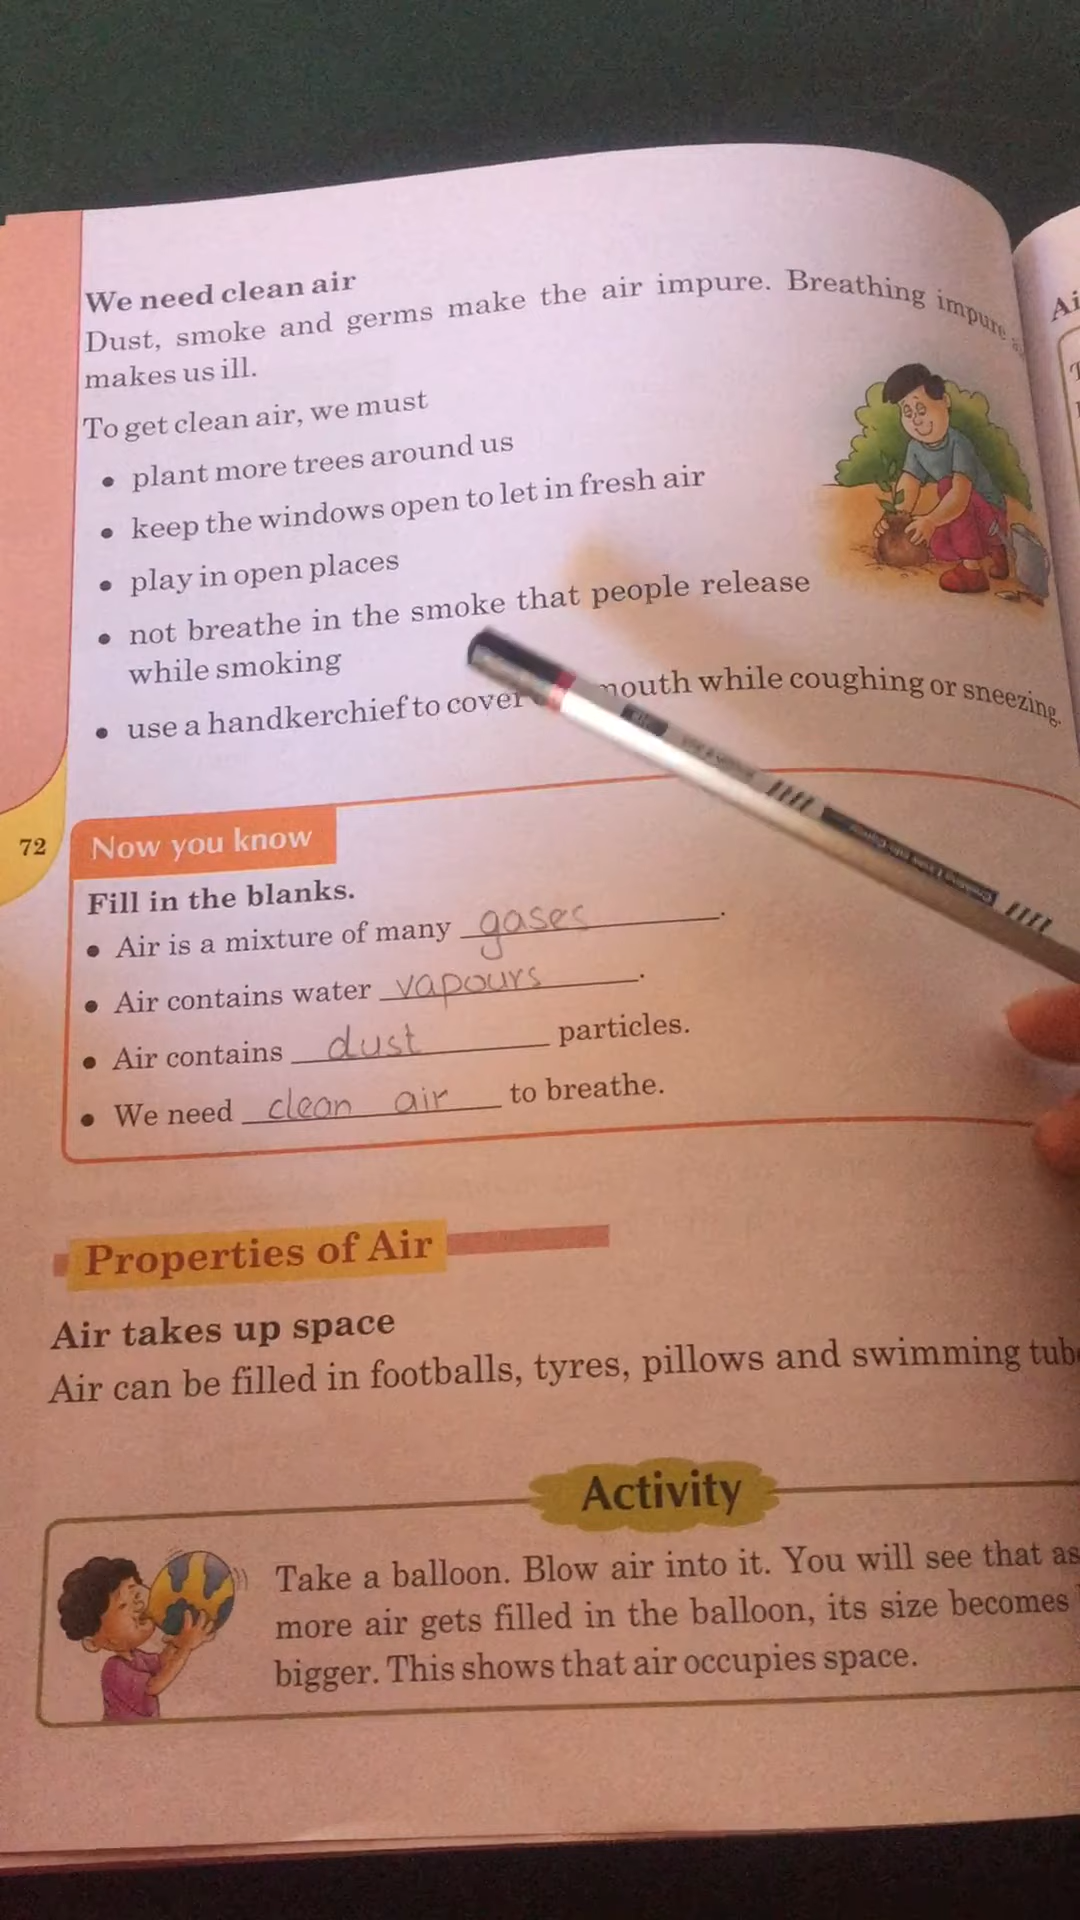 We need clean air
Dust, smoke and germs make the air impure. Breathing impure
makes us ill.
To get clean air, we must
• plant more trees around us
• keep the windows open to let in fresh air
• play in open places
• not breathe in the smoke that people release
while smoking
• use a handkerchief to cover mouth while coughing or sneezing.
72
Now you know
Fill in the blanks.
• Air is a mixture of many gases.
• Air contains water vapours.
• Air contains dust particles.
• We need clean air to breathe.
Properties of Air
Air takes up space
Air can be filled in footballs, tyres, pillows and swimming
Activity
Take a balloon. Blow air into it. You will see that as
more air gets filled in the balloon, its size becomes
bigger. This shows that air occupies space.